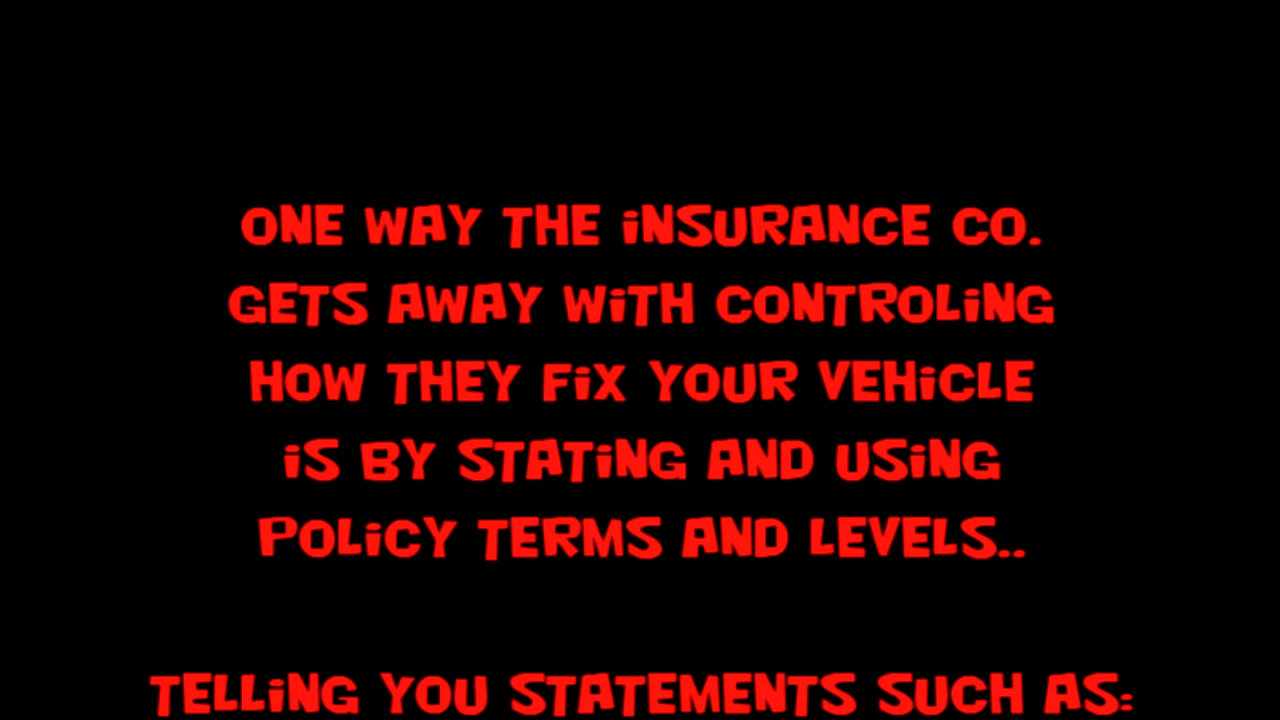 ONE WAY THE iNSURANCE CO.
GETS AWAY WiTH CONTROLiNG
HOW THEY FiX YOUR VEHiCLE
iS BY STATiNG AND USiNG
POLiCY TERMS AND LEVELS..
TELLiNG YOU STATEMENTS SUCH AS: